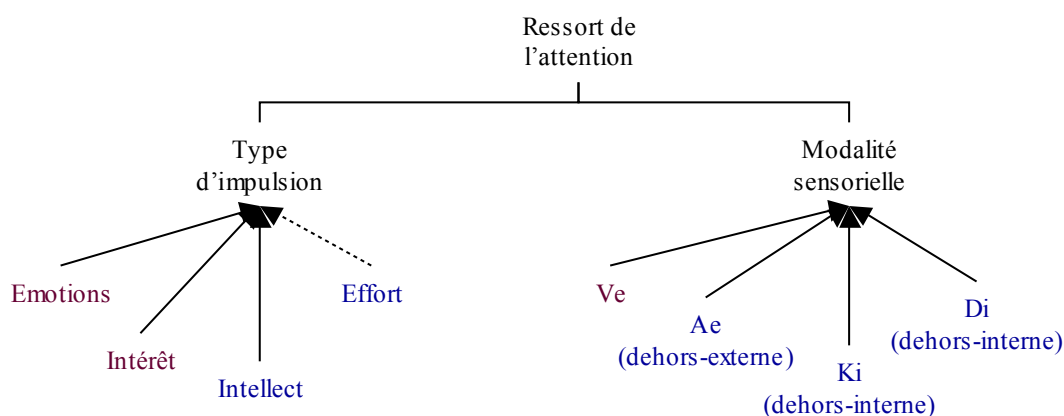 Ressort de
l’attention
Type
d’impulsion
Modalité
sensorielle
Emotions
Intérêt
Intellect
Effort
Ve
Ae
(dehors-externe)
Ki
(dehors-interne)
Di
(dehors-interne)